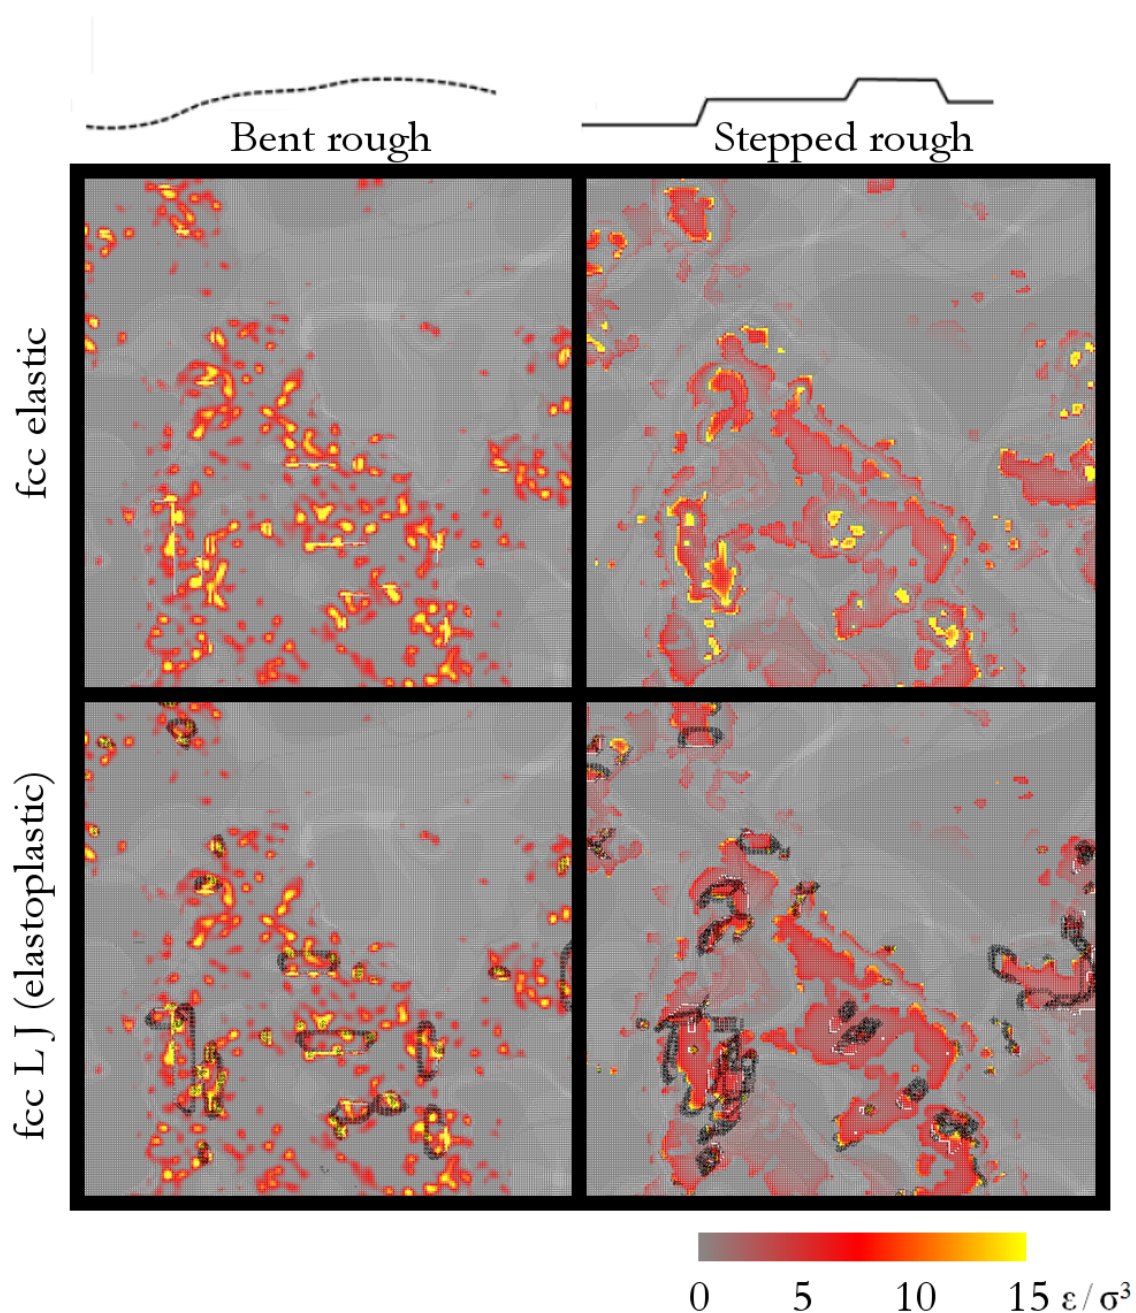 Bent rough
Stepped rough
fcc elastic
fcc L J (elastoplastic)
0 5 10 15 ε/σ³